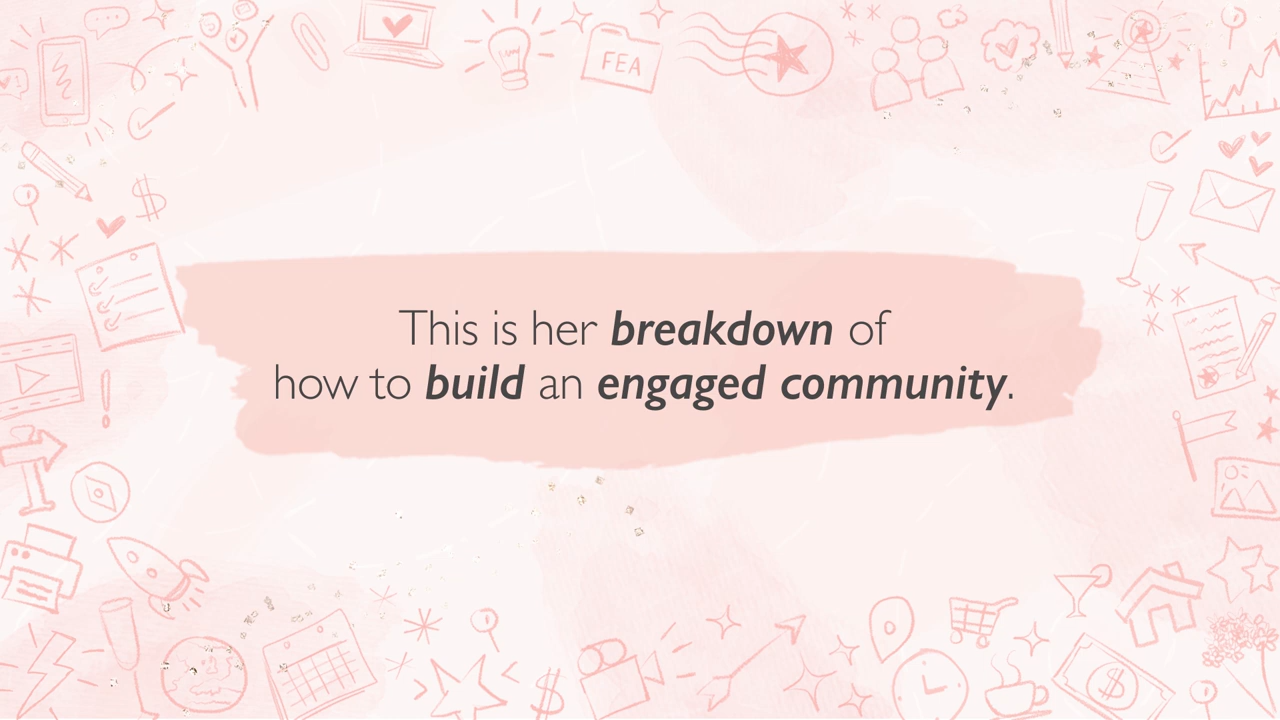 FEA
This is her breakdown of
how to build an engaged community.